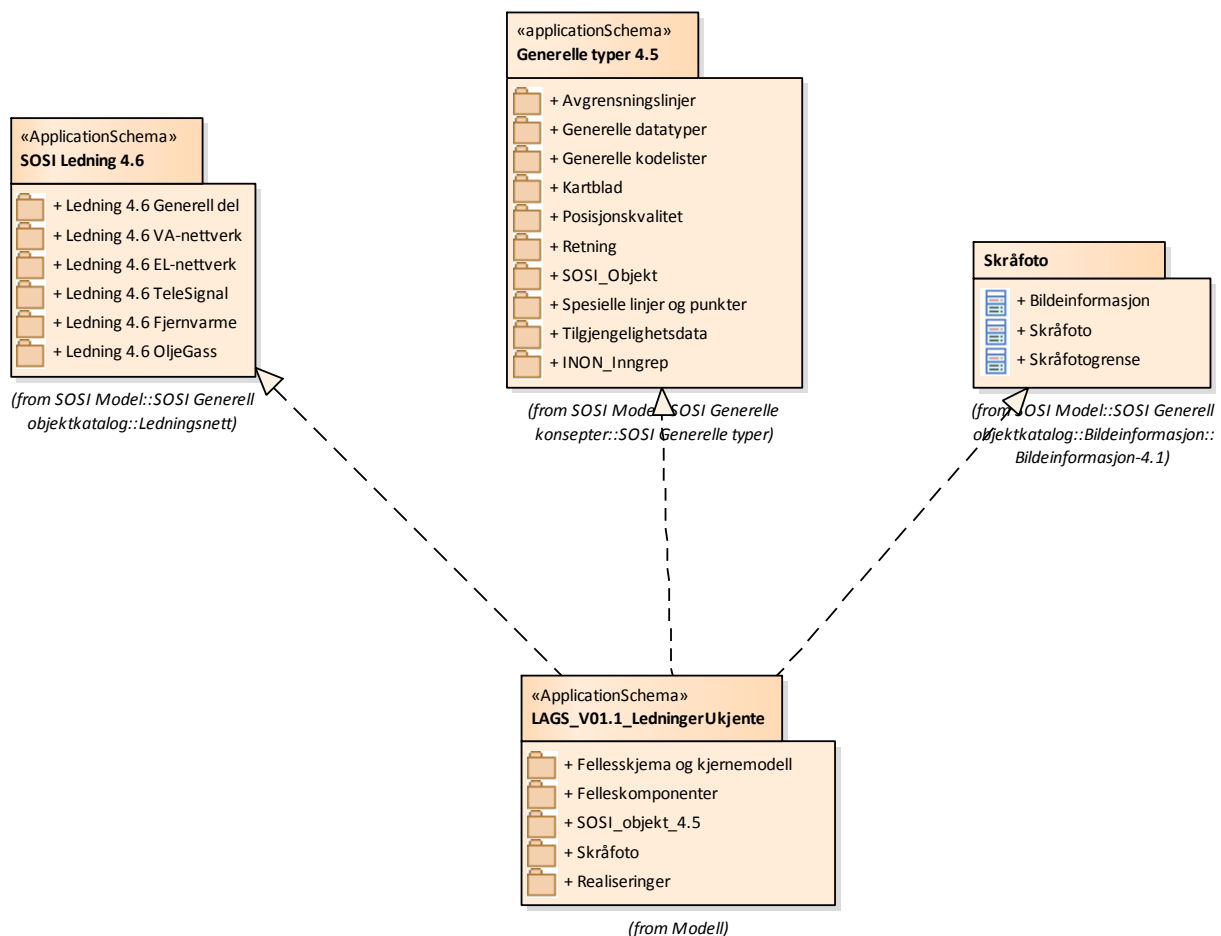 «applicationSchema»
Generelle typer 4.5
+ Avgrensningslinjer
+ Generelle datatyper
+ Generelle kodelister
+ Kartblad
+ Posisjonskvalitet
+ Retning
+ SOSI_Objekt
+ Spesielle linjer og punkter
+ Tilgjengelighetsdata
+ INON_Inngrep
(from SOSI Model::SOSI Generelle
konsepter::SOSI Generelle typer)
«ApplicationSchema»
SOSI Ledning 4.6
+ Ledning 4.6 Generell del
+ Ledning 4.6 VA-nettverk
+ Ledning 4.6 EL-nettverk
+ Ledning 4.6 TeleSignal
+ Ledning 4.6 Fjernvarme
+ Ledning 4.6 OljeGass
(from SOSI Model::SOSI Generell
objektkatalog::Ledningsnett)
Skråfoto
+ Bildeinformasjon
+ Skråfoto
+ Skråfotogrense
(from SOSI Model::SOSI Generell
objektkatalog::Bildeinformasjon::
Bildeinformasjon-4.1)
«ApplicationSchema»
LAGS_V01.1_LedningerUkjente
+ Fellesskjema og kjernemodell
+ Felleskomponenter
+ SOSI_objekt_4.5
+ Skråfoto
+ Realiseringer
(from Modell)